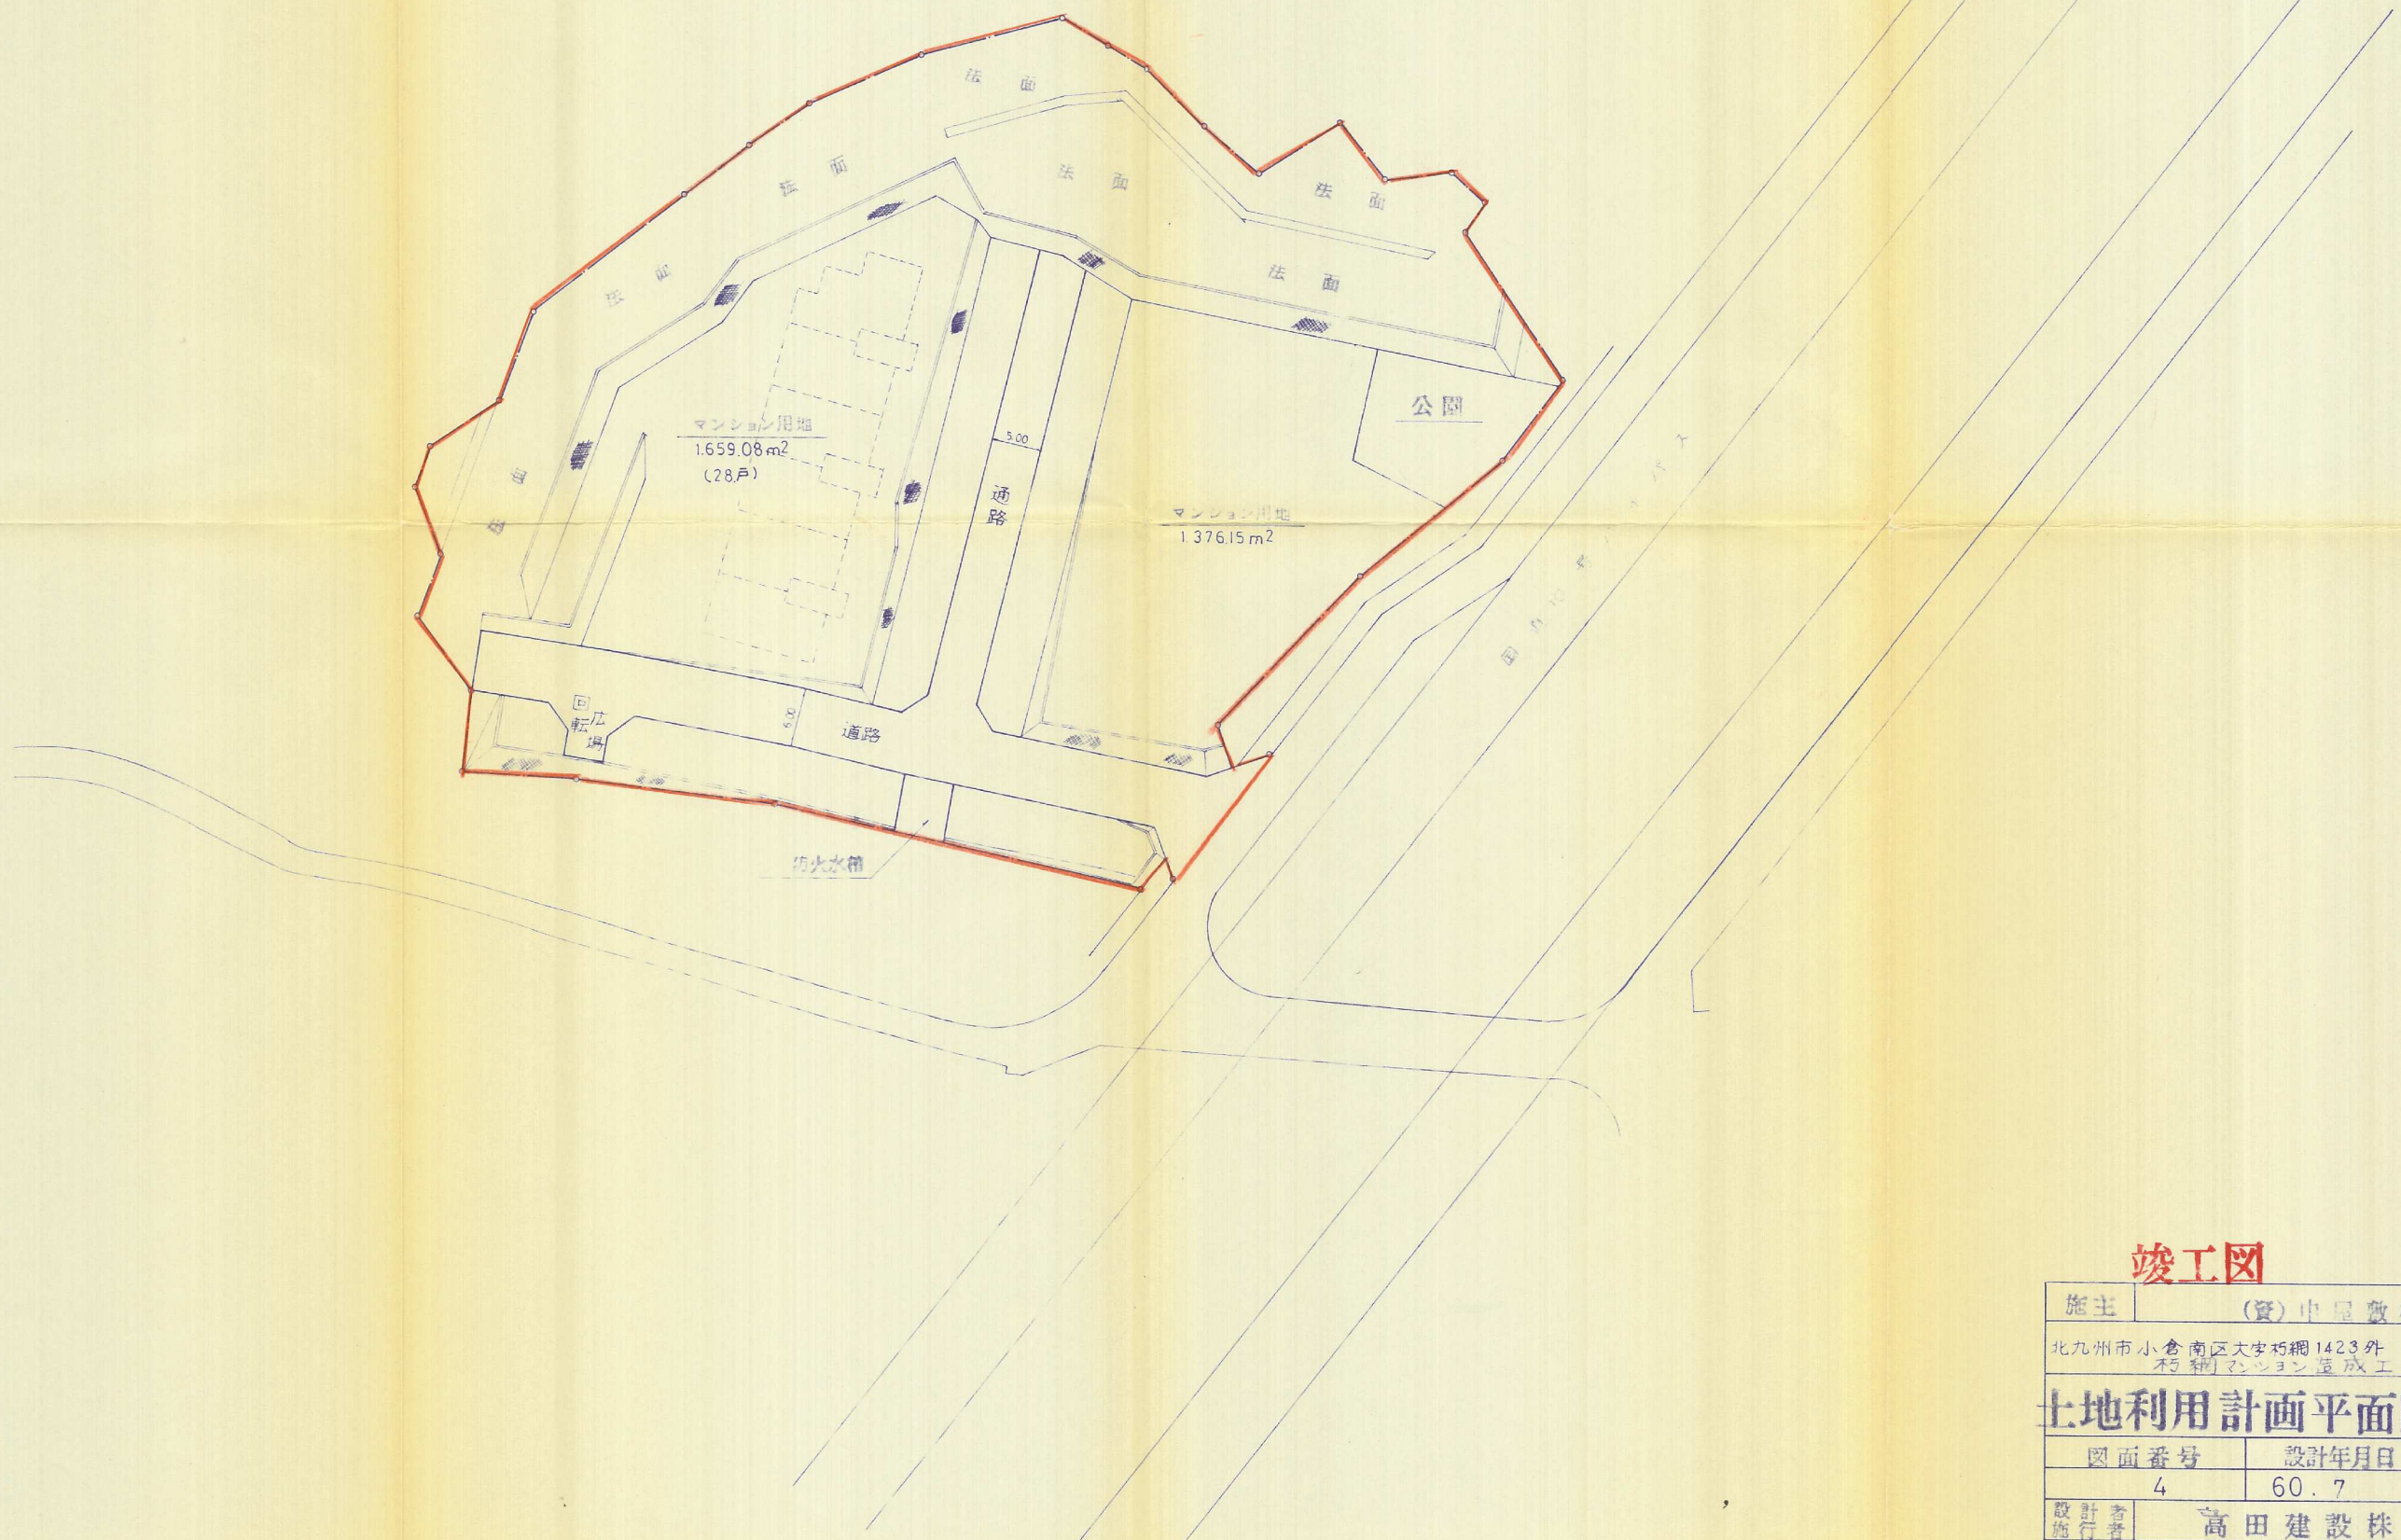 法面
法面
法面
法面
法面
法面
公園
マンション用地
1.659.08m2
(28戸)
5.00
通路
マンション用地
1.376.15m2
法面
回転広場
6.00
道路
防火水槽
竣工図
施主 (資)中尾敷
北九州市小倉南区大字朽網1423外
朽網マンション造成工
土地利用計画平面
図面番号 設計年月日
4 60.7
設計者
施行者 高田建設株